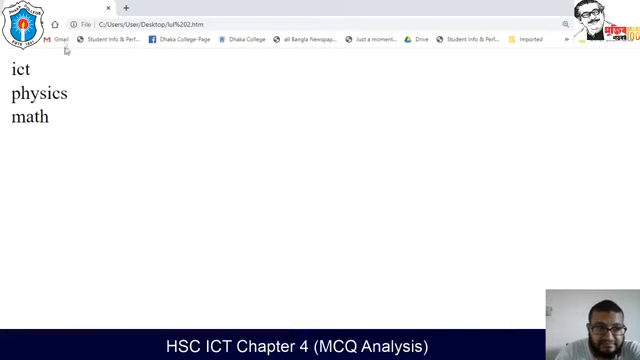 File | C:/Users/User/Desktop/lul%202.htm
Gmail Student Info & Perf... Dhaka College-Page Dhaka College all Bangla Newspap... Just a moment... Drive Student Info & Perf... Imported
ict
physics
math
HSC ICT Chapter 4 (MCQ Analysis)